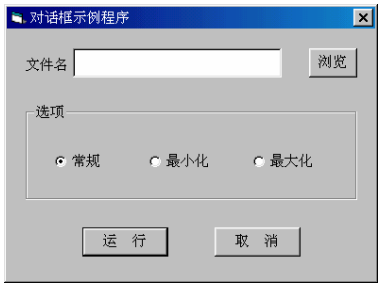 对话框示例程序
文件名 浏览
选项
常规 最小化 最大化
运 行 取 消